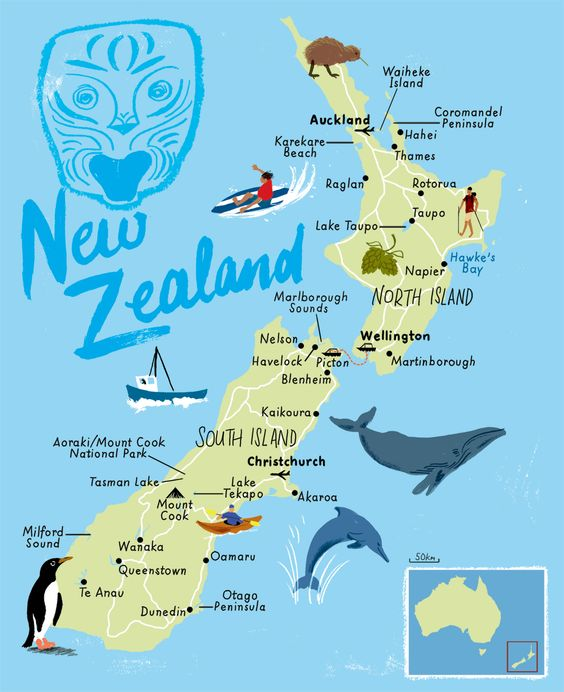 New
Zealand
Waiheke
Island
Auckland
Coromandel
Peninsula
Karekare
Beach
Hahei
Thames
Raglan
Rotorua
Lake Taupo
Taupo
Hawke's
Bay
Napier
NORTH ISLAND
Marlborough
Sounds
Wellington
Nelson
Havelock
Picton
Martinborough
Blenheim
Kaikoura
SOUTH ISLAND
Aoraki/Mount Cook
National Park
Christchurch
Tasman Lake
Lake
Tekapo
Akaroa
Mount
Cook
Milford
Sound
Wanaka
Oamaru
Queenstown
Te Anau
Otago
Peninsula
Dunedin
50km